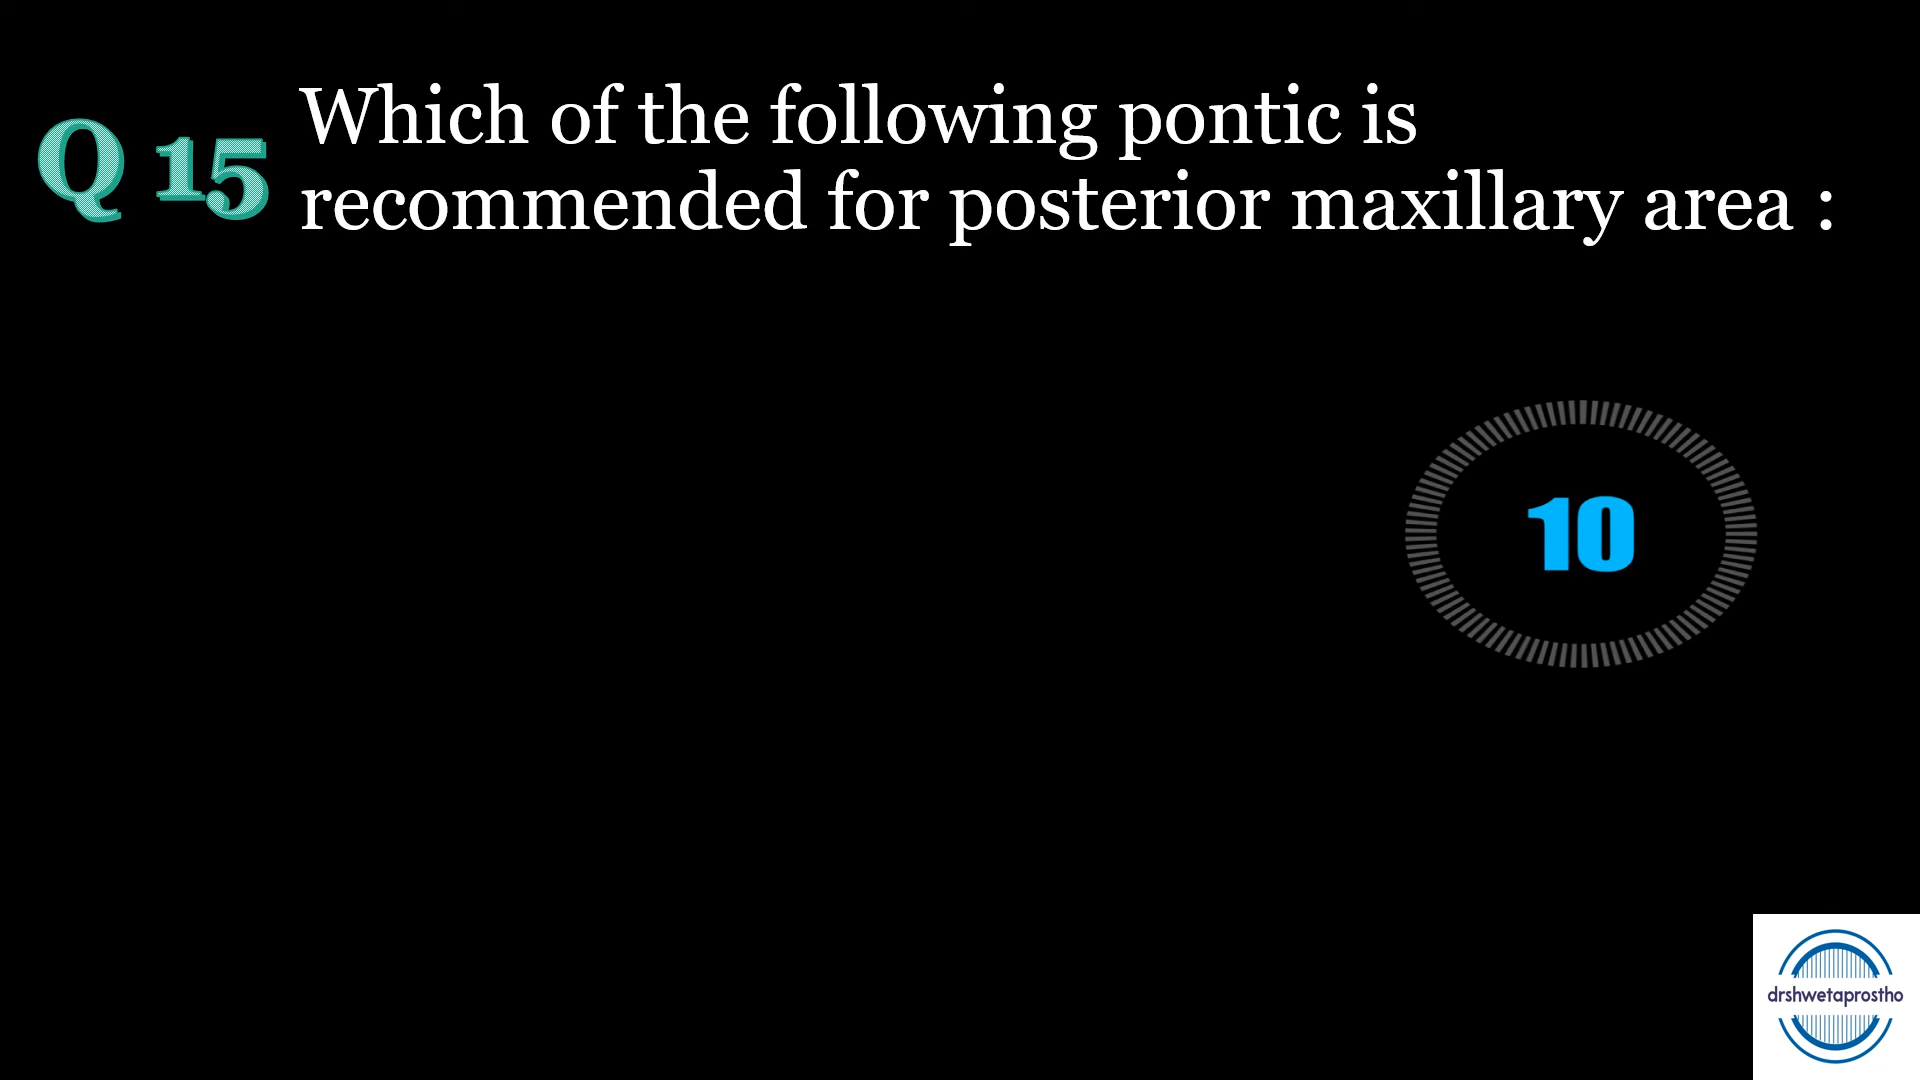 Q 15
Which of the following pontic is
recommended for posterior maxillary area :
10
drshwetaprostho